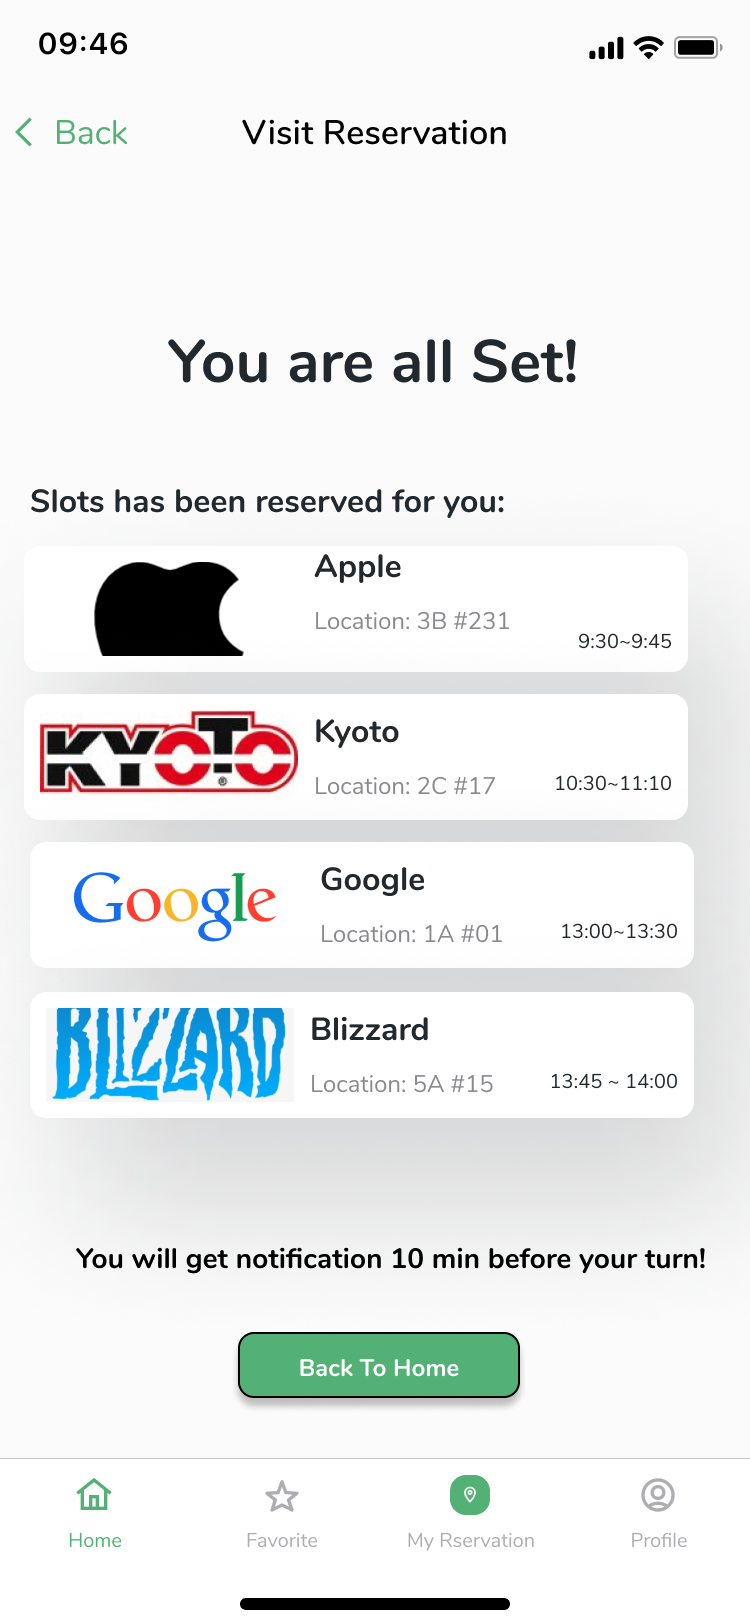 09:46
Back
Visit Reservation
You are all Set!
Slots has been reserved for you:
Apple
Location: 3B #231
9:30~9:45
KYOTO
®
Kyoto
Location: 2C #17
10:30~11:10
Google
Google
Location: 1A #01
13:00~13:30
BLIZZARD
Blizzard
Location: 5A #15
13:45 ~ 14:00
You will get notification 10 min before your turn!
Back To Home
Home
Favorite
My Rservation
Profile